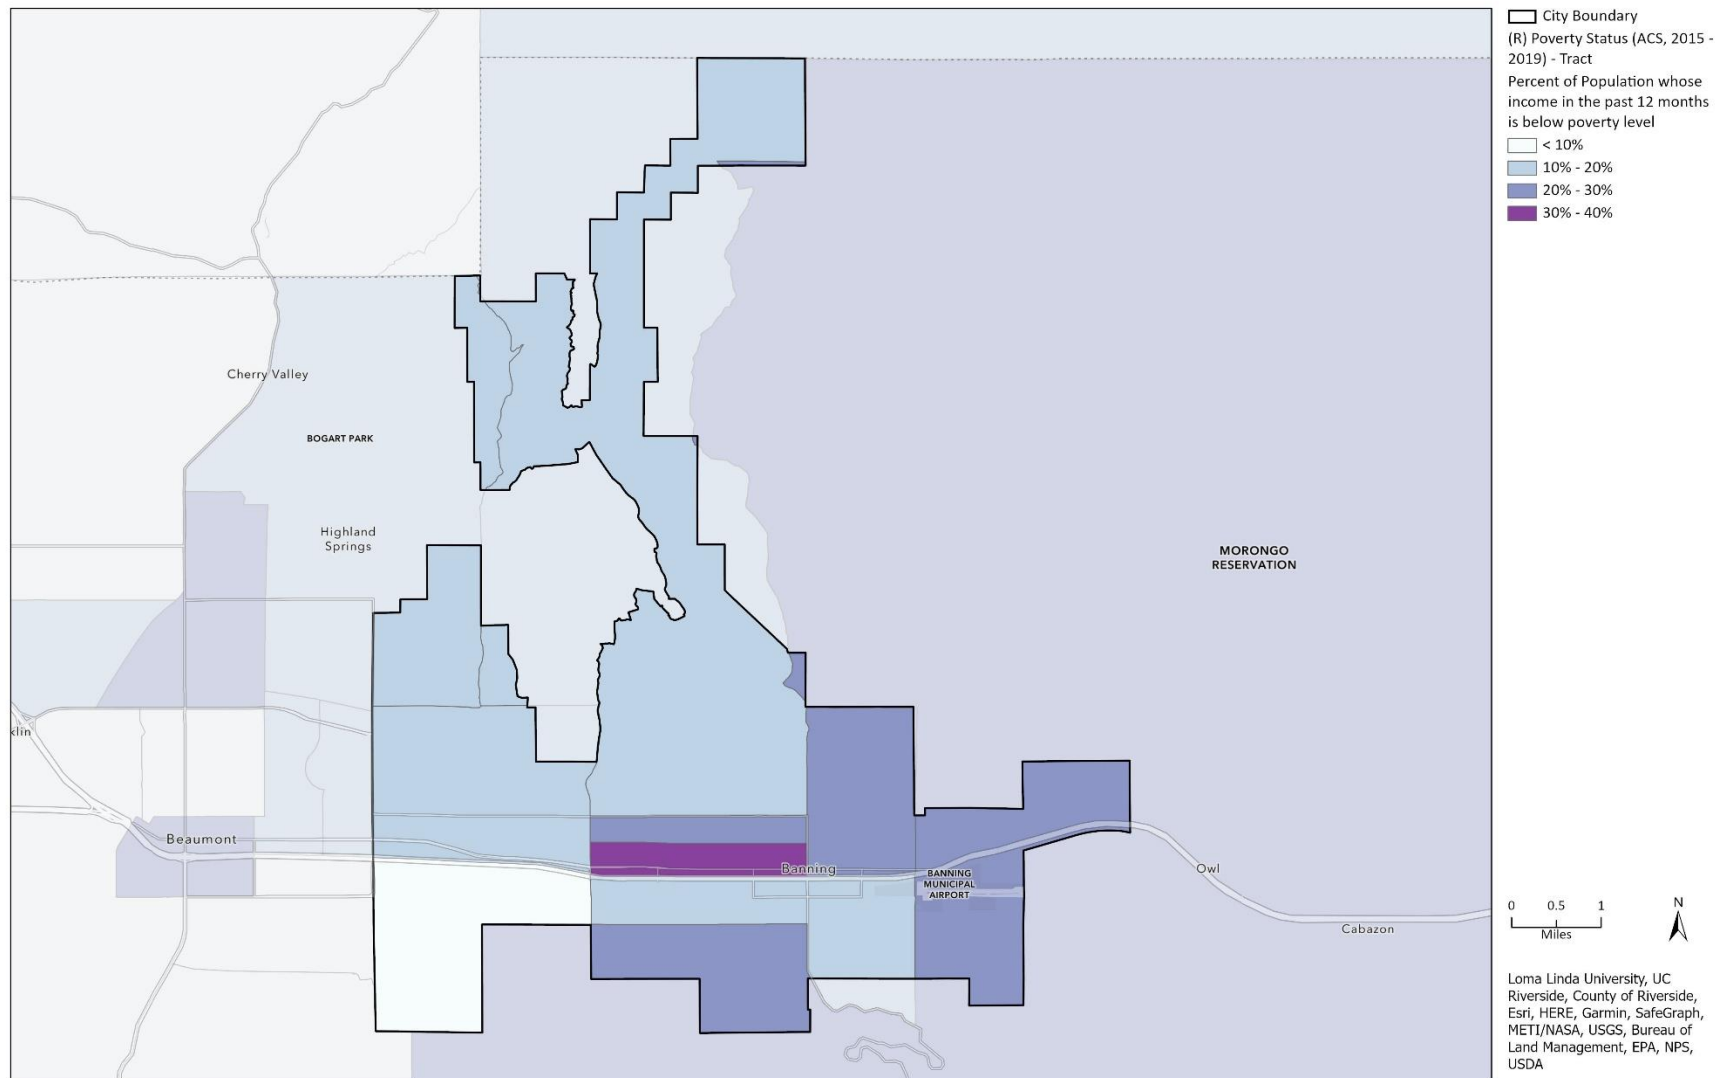 City Boundary
(R) Poverty Status (ACS, 2015 -
2019) - Tract
Percent of Population whose
income in the past 12 months
is below poverty level
< 10%
10% - 20%
20% - 30%
30% - 40%
Cherry Valley
BOGART PARK
Highland
Springs
MORONGO
RESERVATION
klin
Beaumont
Banning
BANNING
MUNICIPAL
AIRPORT
Owl
Cabazon
0 0.5 1
Miles
N
Loma Linda University, UC
Riverside, County of Riverside,
Esri, HERE, Garmin, SafeGraph,
METI/NASA, USGS, Bureau of
Land Management, EPA, NPS,
USDA